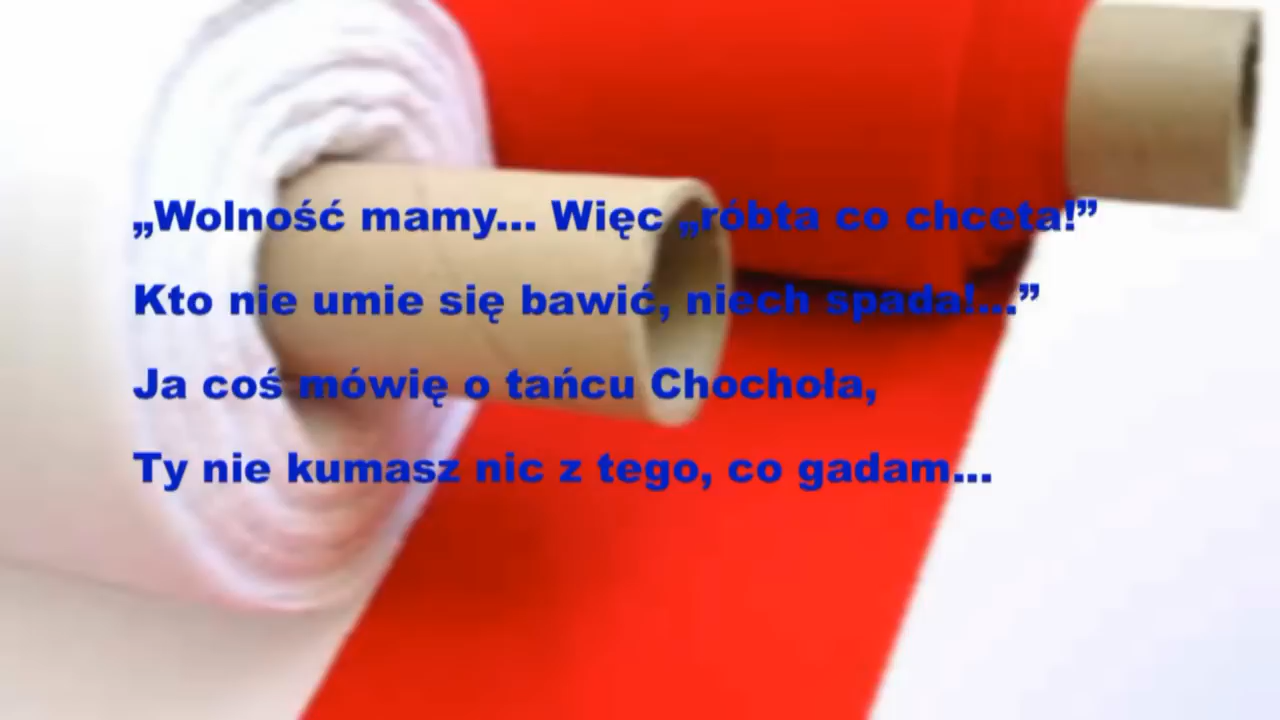 „Wolność mamy... Więc „róbta co chceta!”
Kto nie umie się bawić, niech spada!...”
Ja coś mówię o tańcu Chochoła,
Ty nie kumasz nic z tego, co gadam...